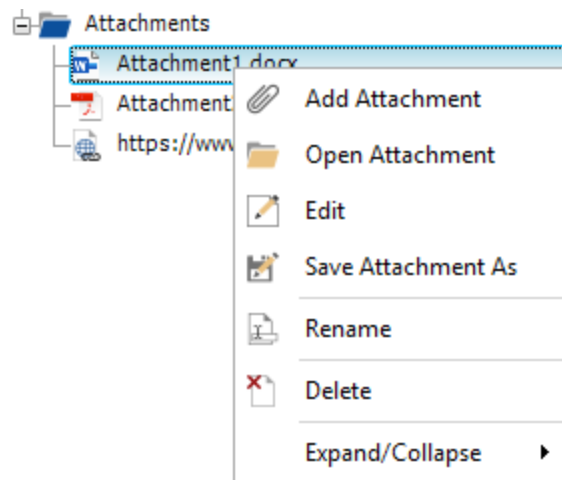 Attachments
Attachment1.docx
Attachment
https://www
Add Attachment
Open Attachment
Edit
Save Attachment As
Rename
Delete
Expand/Collapse